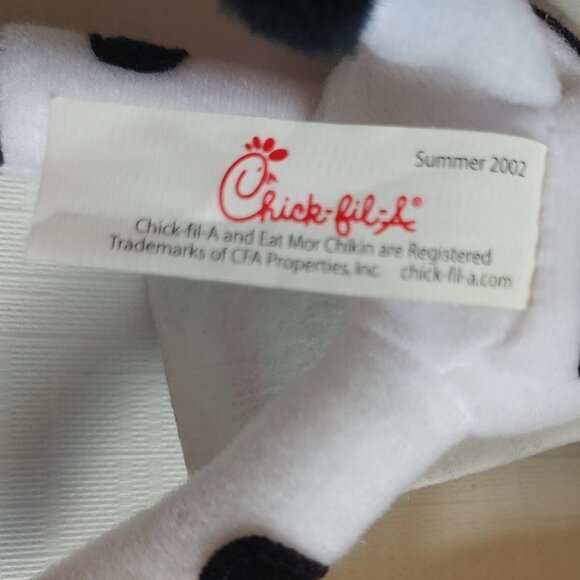 Summer 2002
Chick-fil-A®
Chick-fil-A and Eat Mor Chikin are Registered
Trademarks of CFA Properties, Inc. chick-fil-a.com